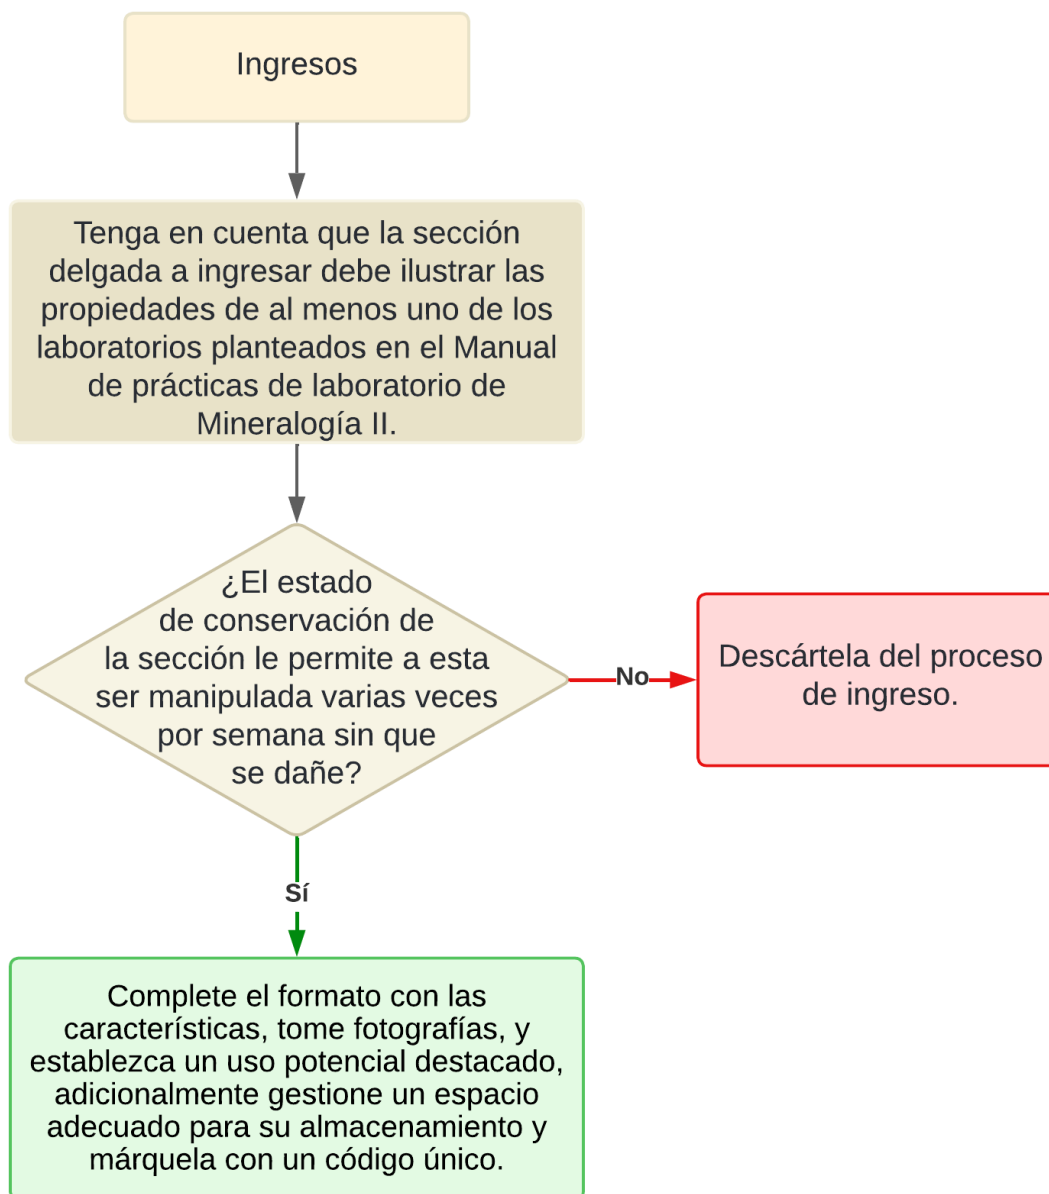 Ingresos
Tenga en cuenta que la sección
delgada a ingresar debe ilustrar las
propiedades de al menos uno de los
laboratorios planteados en el Manual
de prácticas de laboratorio de
Mineralogía II.
¿El estado
de conservación de
la sección le permite a esta
ser manipulada varias veces
por semana sin que
se dañe?
No
Descártela del proceso
de ingreso.
Sí
Complete el formato con las
características, tome fotografías, y
establezca un uso potencial destacado,
adicionalmente gestione un espacio
adecuado para su almacenamiento y
márquela con un código único.